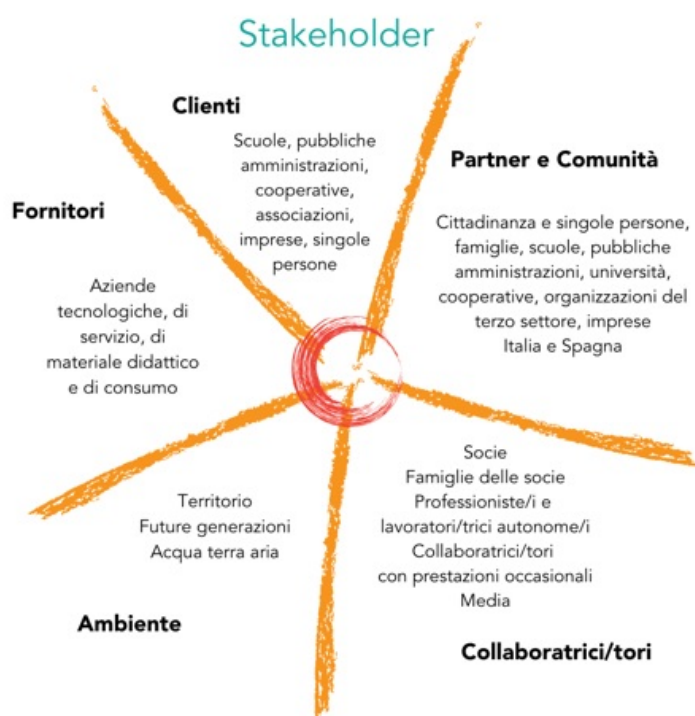 Stakeholder
Clienti
Scuole, pubbliche
amministrazioni,
cooperative,
associazioni,
imprese, singole
persone
Partner e Comunità
Cittadinanza e singole persone,
famiglie, scuole, pubbliche
amministrazioni, università,
cooperative, organizzazioni del
terzo settore, imprese
Italia e Spagna
Fornitori
Aziende
tecnologiche, di
servizio, di
materiale didattico
e di consumo
Territorio
Future generazioni
Acqua terra aria
Ambiente
Socie
Famiglie delle socie
Professioniste/i e
lavoratori/trici autonome/i
Collaboratrici/tori
con prestazioni occasionali
Media
Collaboratrici/tori